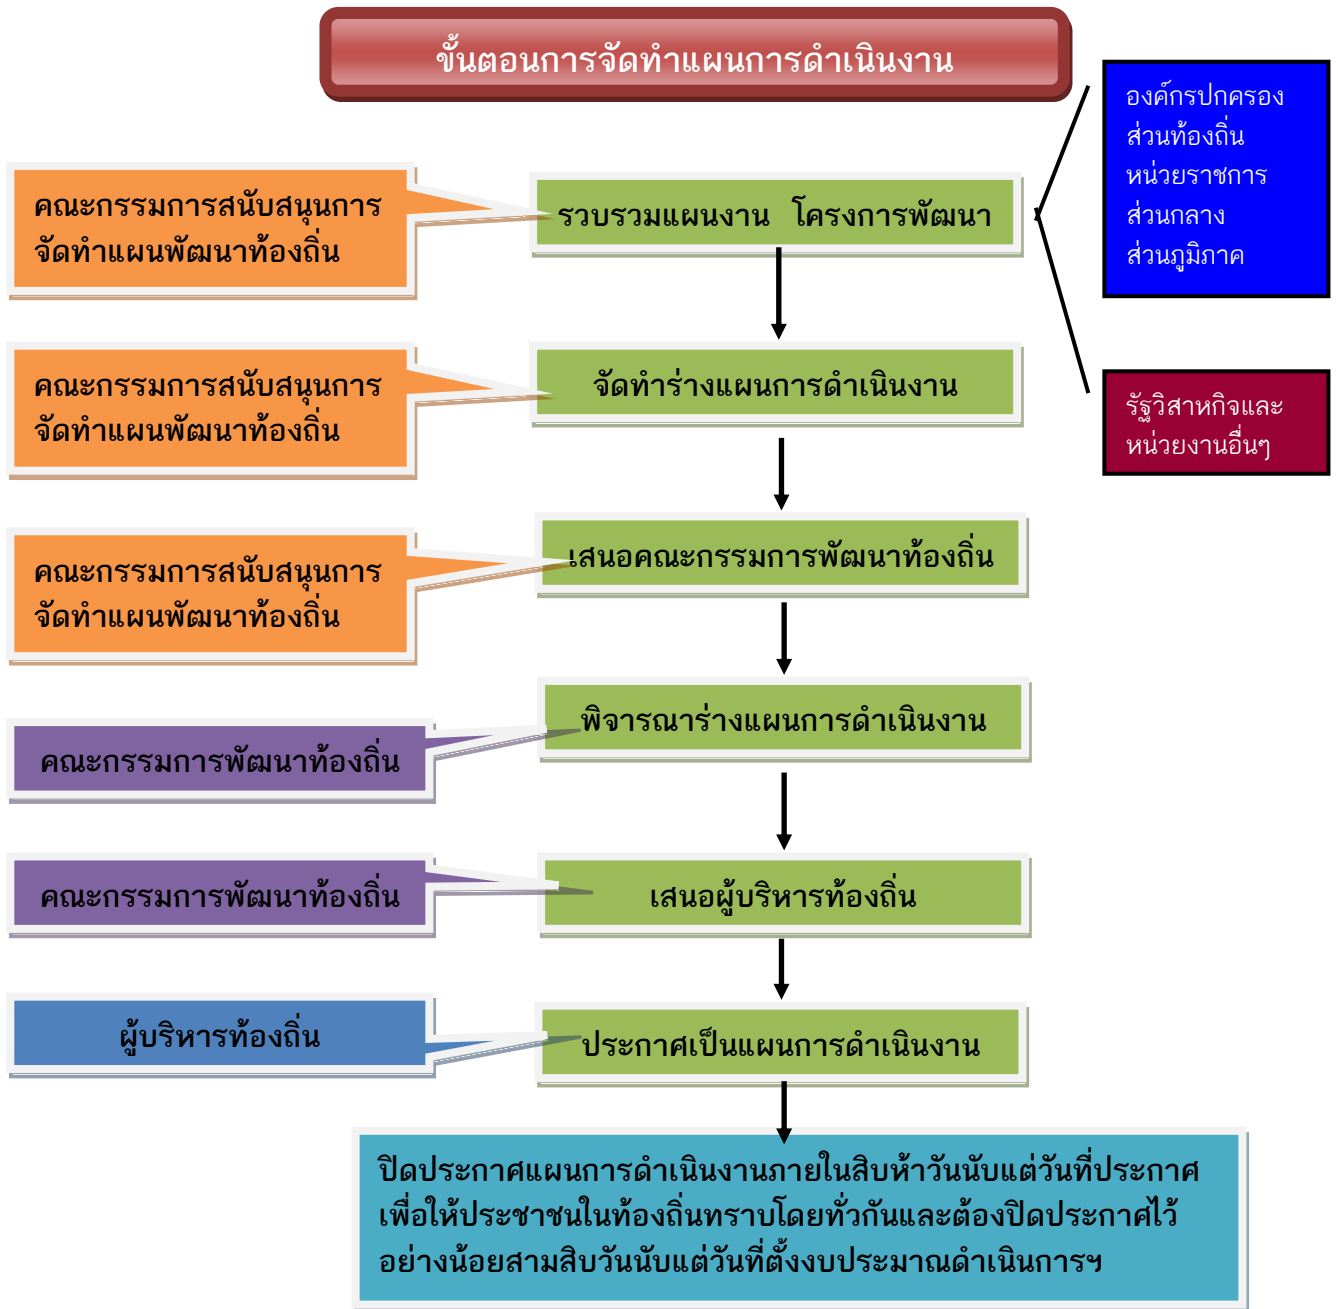 ขั้นตอนการจัดทำแผนการดำเนินงาน
องค์กรปกครอง
ส่วนท้องถิ่น
หน่วยราชการ
ส่วนกลาง
ส่วนภูมิภาค
คณะกรรมการสนับสนุนการ
จัดทำแผนพัฒนาท้องถิ่น
รวบรวมแผนงาน โครงการพัฒนา
คณะกรรมการสนับสนุนการ
จัดทำแผนพัฒนาท้องถิ่น
จัดทำร่างแผนการดำเนินงาน
รัฐวิสาหกิจและ
หน่วยงานอื่นๆ
คณะกรรมการสนับสนุนการ
จัดทำแผนพัฒนาท้องถิ่น
เสนอคณะกรรมการพัฒนาท้องถิ่น
คณะกรรมการพัฒนาท้องถิ่น
พิจารณาร่างแผนการดำเนินงาน
คณะกรรมการพัฒนาท้องถิ่น
เสนอผู้บริหารท้องถิ่น
ผู้บริหารท้องถิ่น
ประกาศเป็นแผนการดำเนินงาน
ปิดประกาศแผนการดำเนินงานภายในสิบห้าวันนับแต่วันที่ประกาศ
เพื่อให้ประชาชนในท้องถิ่นทราบโดยทั่วกันและต้องปิดประกาศไว้
อย่างน้อยสามสิบวันนับแต่วันที่ตั้งงบประมาณดำเนินการฯ